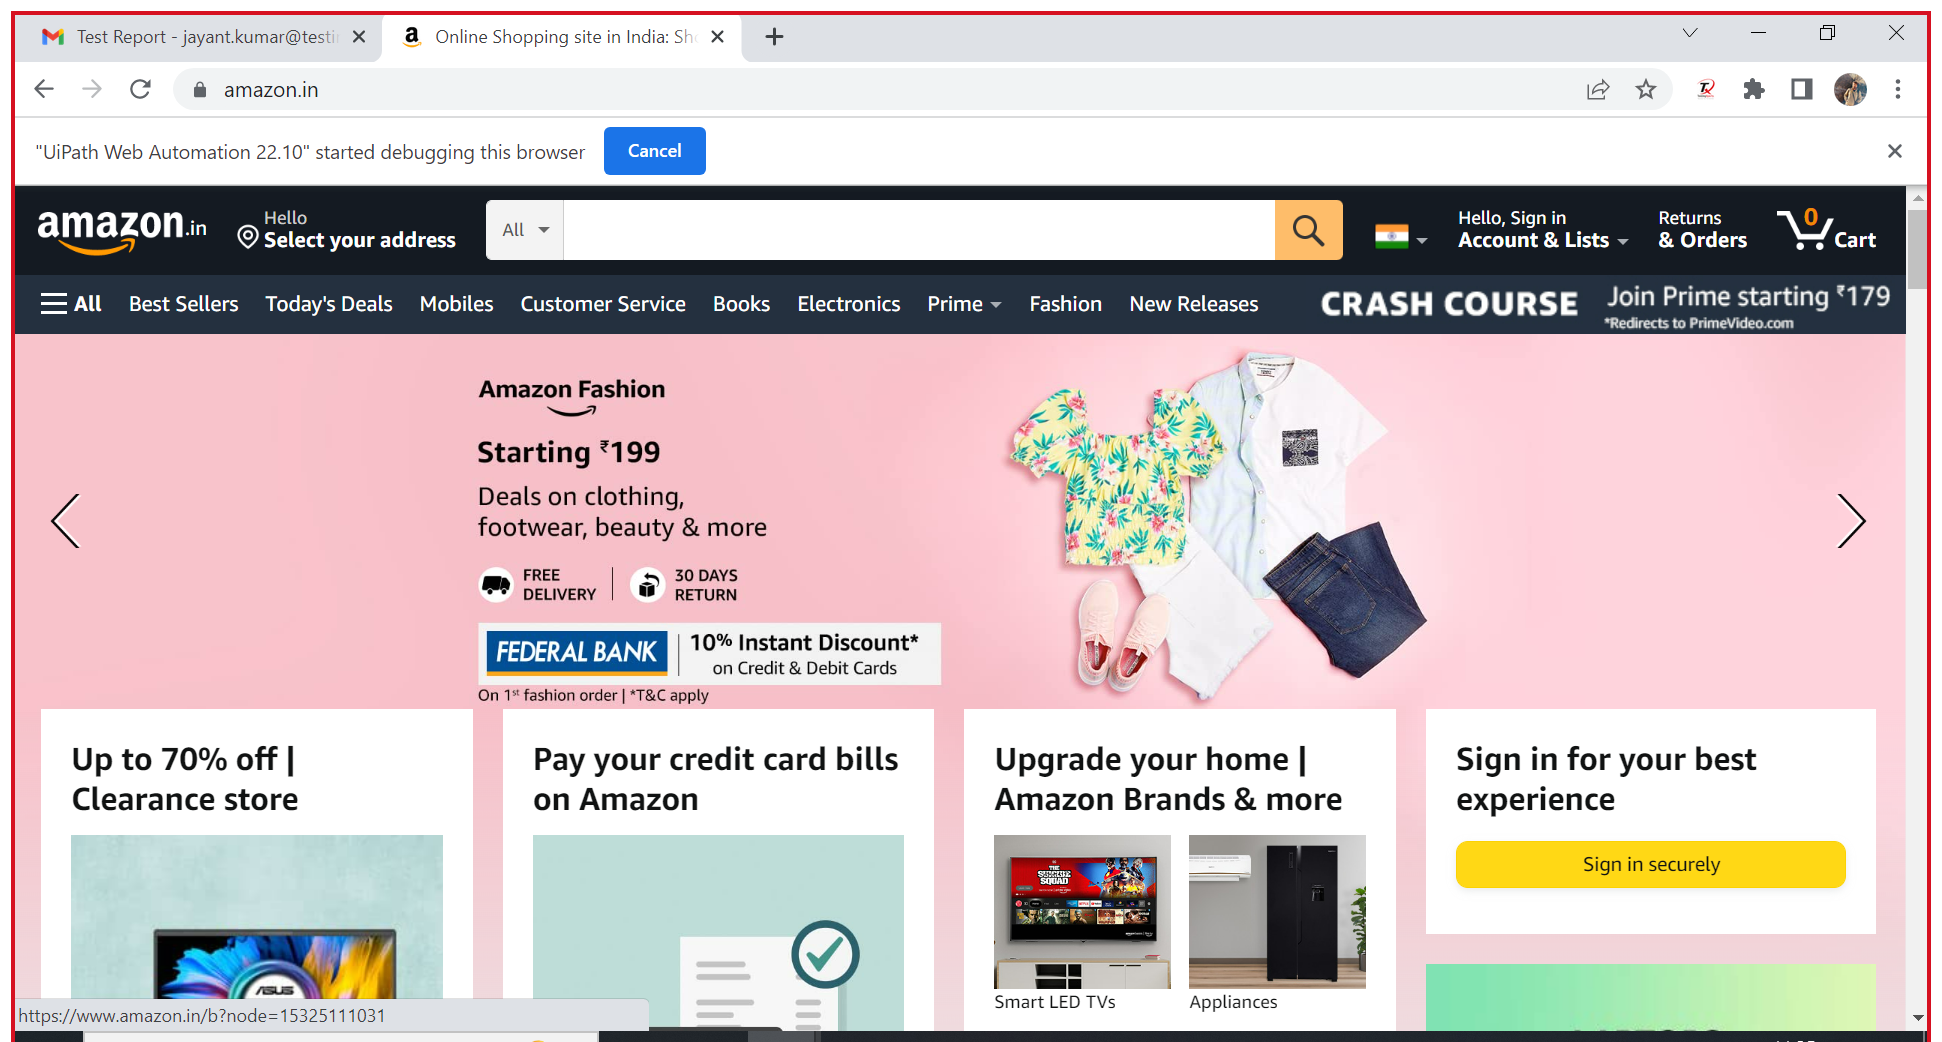 Test Report - jayant.kumar@testi
Online Shopping site in India: Sho
amazon.in
"UiPath Web Automation 22.10" started debugging this browser
Cancel
amazon.in
Hello
Select your address
All
Hello, Sign in
Account & Lists
Returns
& Orders
0
Cart
All
Best Sellers
Today's Deals
Mobiles
Customer Service
Books
Electronics
Prime
Fashion
New Releases
CRASH COURSE
Join Prime starting ₹179
*Redirects to PrimeVideo.com
Amazon Fashion
Starting ₹199
Deals on clothing,
footwear, beauty & more
FREE
DELIVERY
30 DAYS
RETURN
FEDERAL BANK
10% Instant Discount*
on Credit & Debit Cards
On 1st fashion order | *T&C apply
Up to 70% off |
Clearance store
ASUS
Pay your credit card bills
on Amazon
Upgrade your home |
Amazon Brands & more
THE
SUICIDE
SQUAD
Smart LED TVs
Appliances
Sign in for your best
experience
Sign in securely
https://www.amazon.in/b?node=15325111031